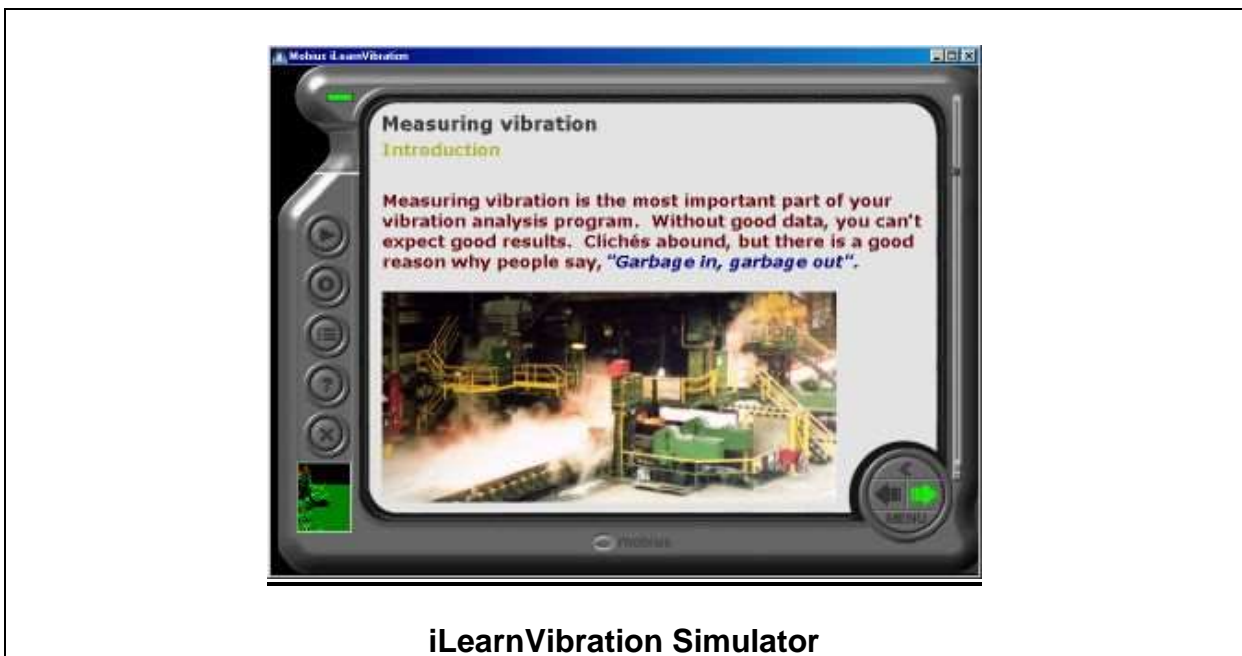 Mobius iLearnVibration
Measuring vibration
Introduction
Measuring vibration is the most important part of your
vibration analysis program. Without good data, you can't
expect good results. Clichés abound, but there is a good
reason why people say, "Garbage in, garbage out".
MENU
mobius
iLearnVibration Simulator